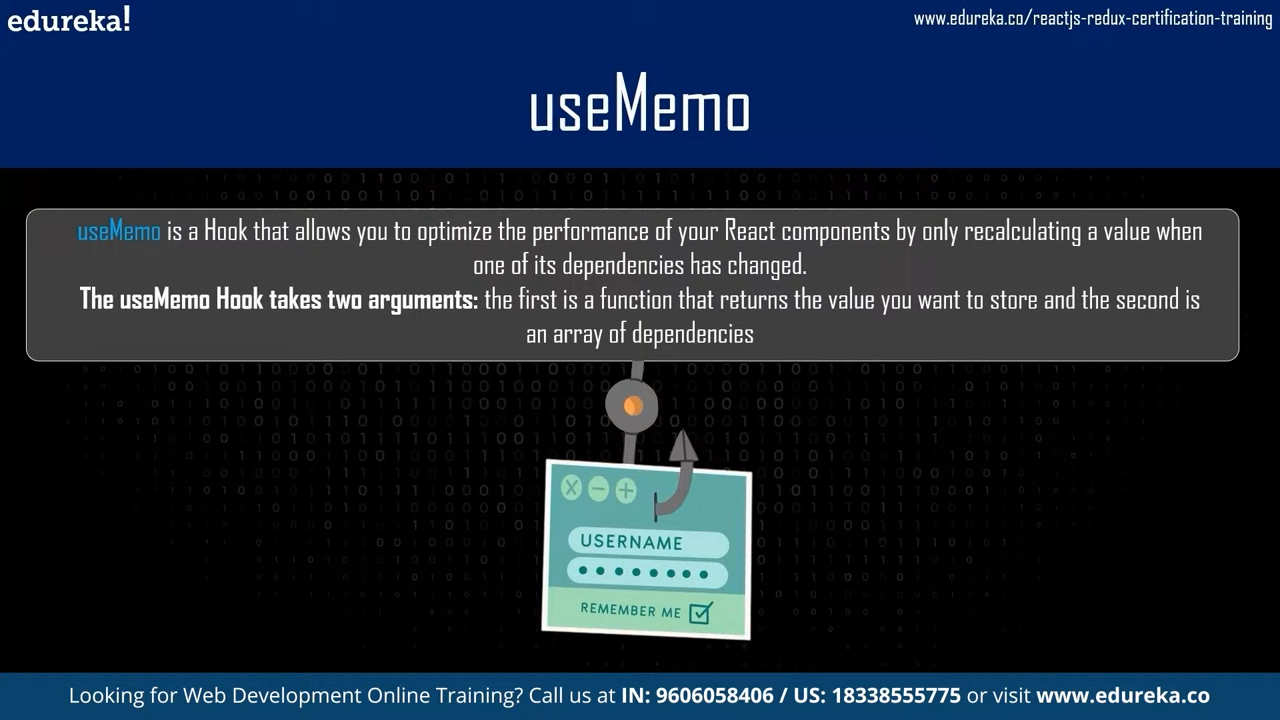 edureka!
www.edureka.co/reactjs-redux-certification-training
useMemo
useMemo is a Hook that allows you to optimize the performance of your React components by only recalculating a value when
one of its dependencies has changed.
The useMemo Hook takes two arguments: the first is a function that returns the value you want to store and the second is
an array of dependencies
USERNAME
REMEMBER ME
Looking for Web Development Online Training? Call us at IN: 9606058406 / US: 18338555775 or visit www.edureka.co